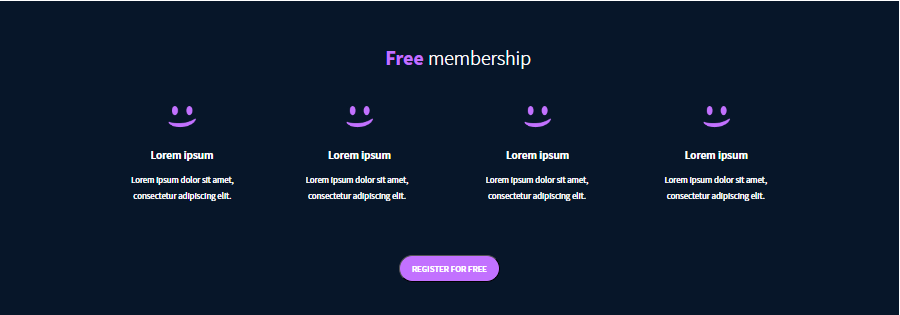 Free membership
Lorem ipsum
Lorem ipsum dolor sit amet,
consectetur adipiscing elit.
Lorem ipsum
Lorem ipsum dolor sit amet,
consectetur adipiscing elit.
Lorem ipsum
Lorem ipsum dolor sit amet,
consectetur adipiscing elit.
Lorem ipsum
Lorem ipsum dolor sit amet,
consectetur adipiscing elit.
REGISTER FOR FREE